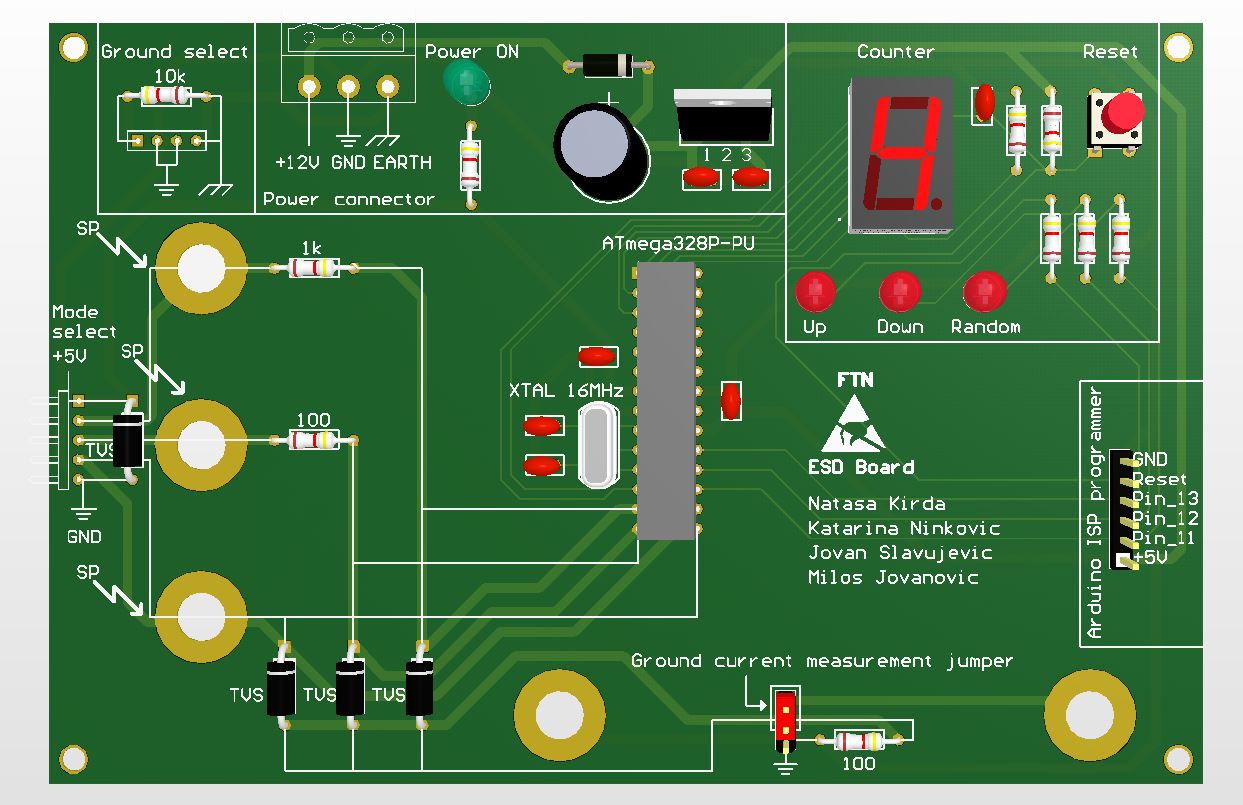 Ground select
10k
+12V GND EARTH
Power connector
Power ON
1 2 3
Counter
Reset
Up
Down
Random
SP
1k
ATmega328P-PU
Mode
select
+5V
SP
TVS
100
GND
SP
XTAL 16MHz
FTN
ESD Board
Natasa Kirda
Katarina Ninkovic
Jovan Slavujevic
Milos Jovanovic
Arduino ISP programmer
GND
Reset
Pin_13
Pin_12
Pin_11
+5V
TVS
TVS
TVS
Ground current measurement jumper
100